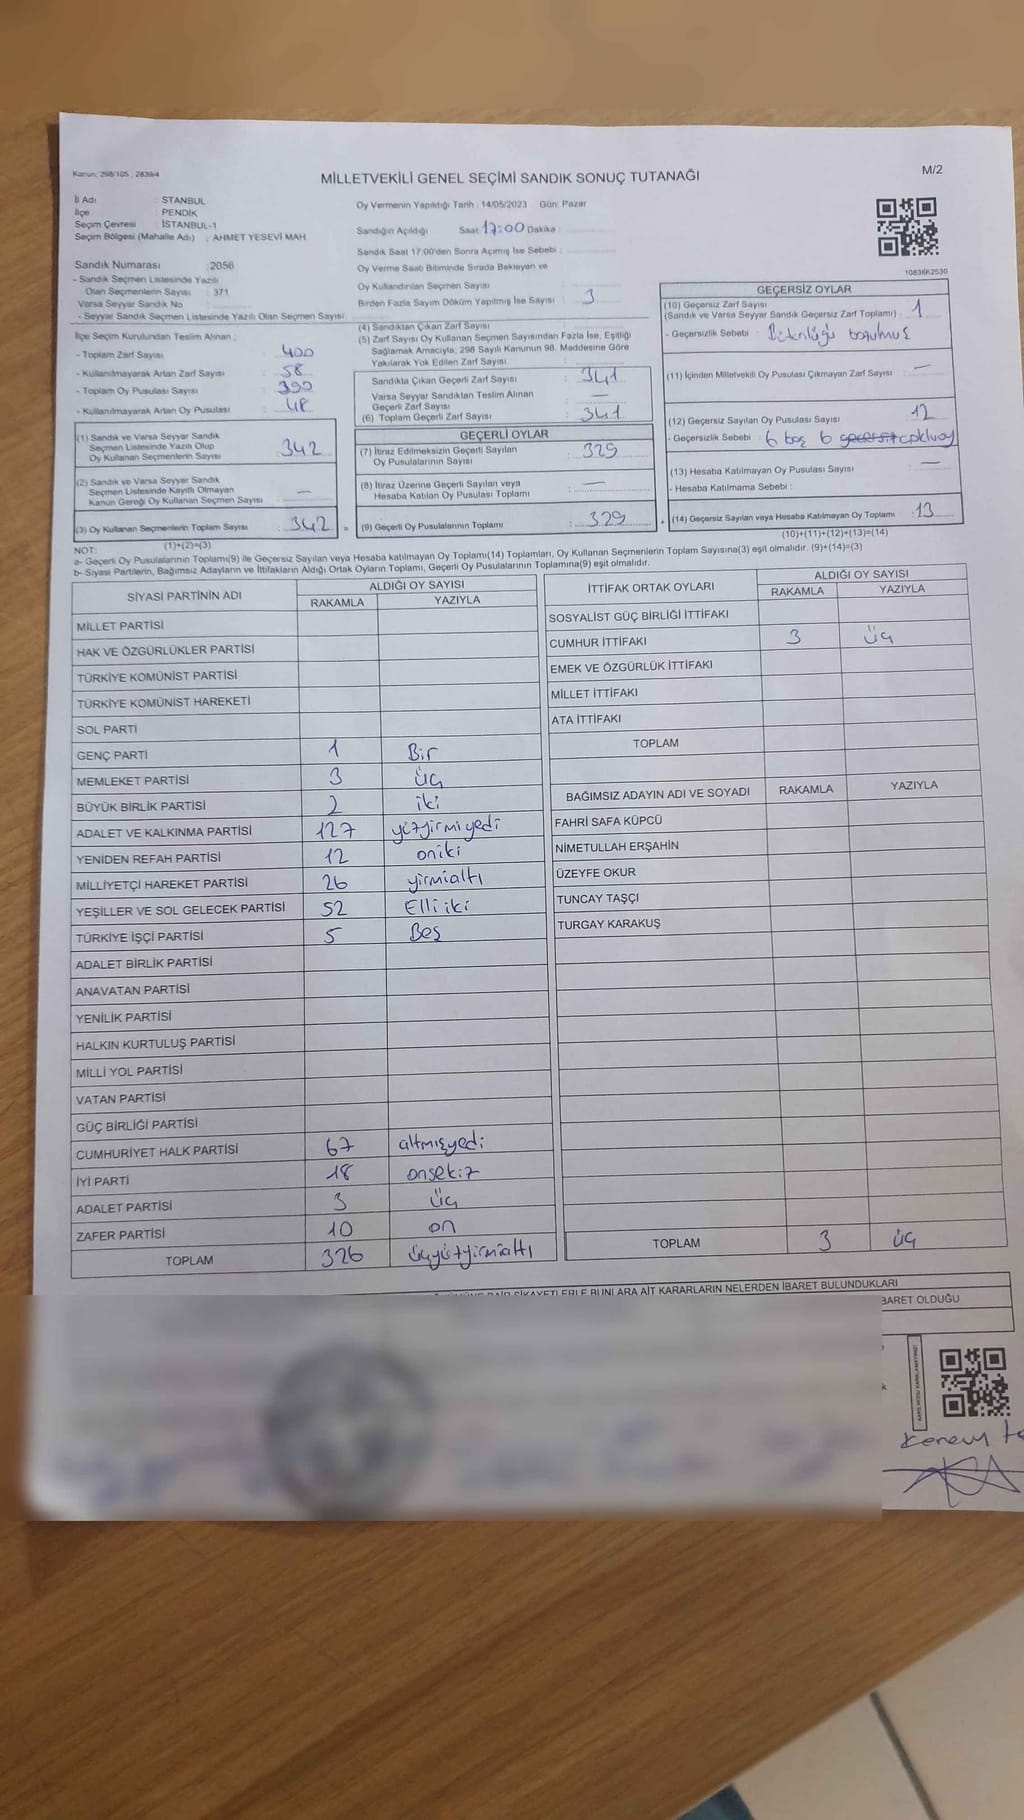 Kanun: 298/105 , 2839/4
MİLLETVEKİLİ GENEL SEÇİMİ SANDIK SONUÇ TUTANAĞI
M/2
İl Adı : STANBUL
İlçe : PENDİK
Seçim Çevresi : İSTANBUL-1
Seçim Bölgesi (Mahalle Adı) : AHMET YESEVİ MAH.
Sandık Numarası : 2056
- Sandık Seçmen Listesinde Yazılı
Olan Seçmenlerin Sayısı : 371
Varsa Seyyar Sandık No
- Seyyar Sandık Seçmen Listesinde Yazılı Olan Seçmen Sayısı:
İlçe Seçim Kurulundan Teslim Alınan ;
- Toplam Zarf Sayısı : 400
- Kullanılmayarak Artan Zarf Sayısı : 58
- Toplam Oy Pusulası Sayısı : 390
- Kullanılmayarak Artan Oy Pusulası : 48
(1) Sandık ve Varsa Seyyar Sandık
Seçmen Listesinde Yazılı Olup
Oy Kullanan Seçmenlerin Sayısı : 342
(2) Sandık ve Varsa Seyyar Sandık
Seçmen Listesinde Kayıtlı Olmayan
Kanun Gereği Oy Kullanan Seçmen Sayısı : —
(3) Oy Kullanan Seçmenlerin Toplam Sayısı : 342 =
(1)+(2)=(3)
Oy Vermenin Yapıldığı Tarih : 14/05/2023 Gün: Pazar
Sandığın Açıldığı Saat 17:00 Dakika :
Sandık Saat 17:00'den Sonra Açılmış İse Sebebi :
Oy Verme Saati Bitiminde Sırada Bekleyen ve
Oy Kullandırılan Seçmen Sayısı :
Birden Fazla Sayım Döküm Yapılmış İse Sayısı : 3
(4) Sandıktan Çıkan Zarf Sayısı :
(5) Zarf Sayısı Oy Kullanan Seçmen Sayısından Fazla İse, Eşitliği
Sağlamak Amacıyla; 298 Sayılı Kanunun 98. Maddesine Göre
Yakılarak Yok Edilen Zarf Sayısı :
Sandıkta Çıkan Geçerli Zarf Sayısı : 341
Varsa Seyyar Sandıktan Teslim Alınan
Geçerli Zarf Sayısı : —
(6) Toplam Geçerli Zarf Sayısı : 341
GEÇERLİ OYLAR
(7) İtiraz Edilmeksizin Geçerli Sayılan
Oy Pusulalarının Sayısı : 329
(8) İtiraz Üzerine Geçerli Sayılan veya
Hesaba Katılan Oy Pusulası Toplamı : —
(9) Geçerli Oy Pusulalarının Toplamı : 329 +
1083662530
GEÇERSİZ OYLAR
(10) Geçersiz Zarf Sayısı
(Sandık ve Varsa Seyyar Sandık Geçersiz Zarf Toplamı) : 1
- Geçersizlik Sebebi : Bütünlüğü bozulmuş
(11) İçinden Milletvekili Oy Pusulası Çıkmayan Zarf Sayısı : —
(12) Geçersiz Sayılan Oy Pusulası Sayısı : 12
- Geçersizlik Sebebi : 6 boş 6 geçersiz çoklu oy
(13) Hesaba Katılmayan Oy Pusulası Sayısı : —
- Hesaba Katılmama Sebebi :
(14) Geçersiz Sayılan veya Hesaba Katılmayan Oy Toplamı : 13
(10)+(11)+(12)+(13)=(14)
NOT:
a- Geçerli Oy Pusulalarının Toplamı(9) ile Geçersiz Sayılan veya Hesaba Katılmayan Oy Toplamı(14) Toplamları, Oy Kullanan Seçmenlerin Toplam Sayısına(3) eşit olmalıdır. (9)+(14)=(3)
b- Siyasi Partilerin, Bağımsız Adayların ve İttifakların Aldığı Ortak Oyların Toplamı, Geçerli Oy Pusulalarının Toplamına(9) eşit olmalıdır.
SİYASİ PARTİNİN ADI ALDIĞI OY SAYISI
RAKAMLA YAZIYLA
MİLLET PARTİSİ
HAK VE ÖZGÜRLÜKLER PARTİSİ
TÜRKİYE KOMÜNİST PARTİSİ
TÜRKİYE KOMÜNİST HAREKETİ
SOL PARTİ
GENÇ PARTİ 1 Bir
MEMLEKET PARTİSİ 3 üç
BÜYÜK BİRLİK PARTİSİ 2 iki
ADALET VE KALKINMA PARTİSİ 127 yüzyirmiyedi
YENİDEN REFAH PARTİSİ 12 oniki
MİLLİYETÇİ HAREKET PARTİSİ 26 yirmialtı
YEŞİLLER VE SOL GELECEK PARTİSİ 52 Elli iki
TÜRKİYE İŞÇİ PARTİSİ 5 Beş
ADALET BİRLİK PARTİSİ
ANAVATAN PARTİSİ
YENİLİK PARTİSİ
HALKIN KURTULUŞ PARTİSİ
MİLLİ YOL PARTİSİ
VATAN PARTİSİ
GÜÇ BİRLİĞİ PARTİSİ
CUMHURİYET HALK PARTİSİ 67 altmışyedi
İYİ PARTİ 18 onsekiz
ADALET PARTİSİ 3 üç
ZAFER PARTİSİ 10 on
TOPLAM 326 üçyüzyirmialtı
İTTİFAK ORTAK OYLARI ALDIĞI OY SAYISI
RAKAMLA YAZIYLA
SOSYALİST GÜÇ BİRLİĞİ İTTİFAKI
CUMHUR İTTİFAKI 3 üç
EMEK VE ÖZGÜRLÜK İTTİFAKI
MİLLET İTTİFAKI
ATA İTTİFAKI
TOPLAM
BAĞIMSIZ ADAYIN ADI VE SOYADI RAKAMLA YAZIYLA
FAHRİ SAFA KÜPCÜ
NİMETULLAH ERŞAHİN
ÜZEYFE OKUR
TUNCAY TAŞÇI
TURGAY KARAKUŞ
TOPLAM 3 üç
ŞİKAYETLERLE BUNLARA AİT KARARLARIN NELERDEN İBARET BULUNDUKLARI
BARET OLDUĞU